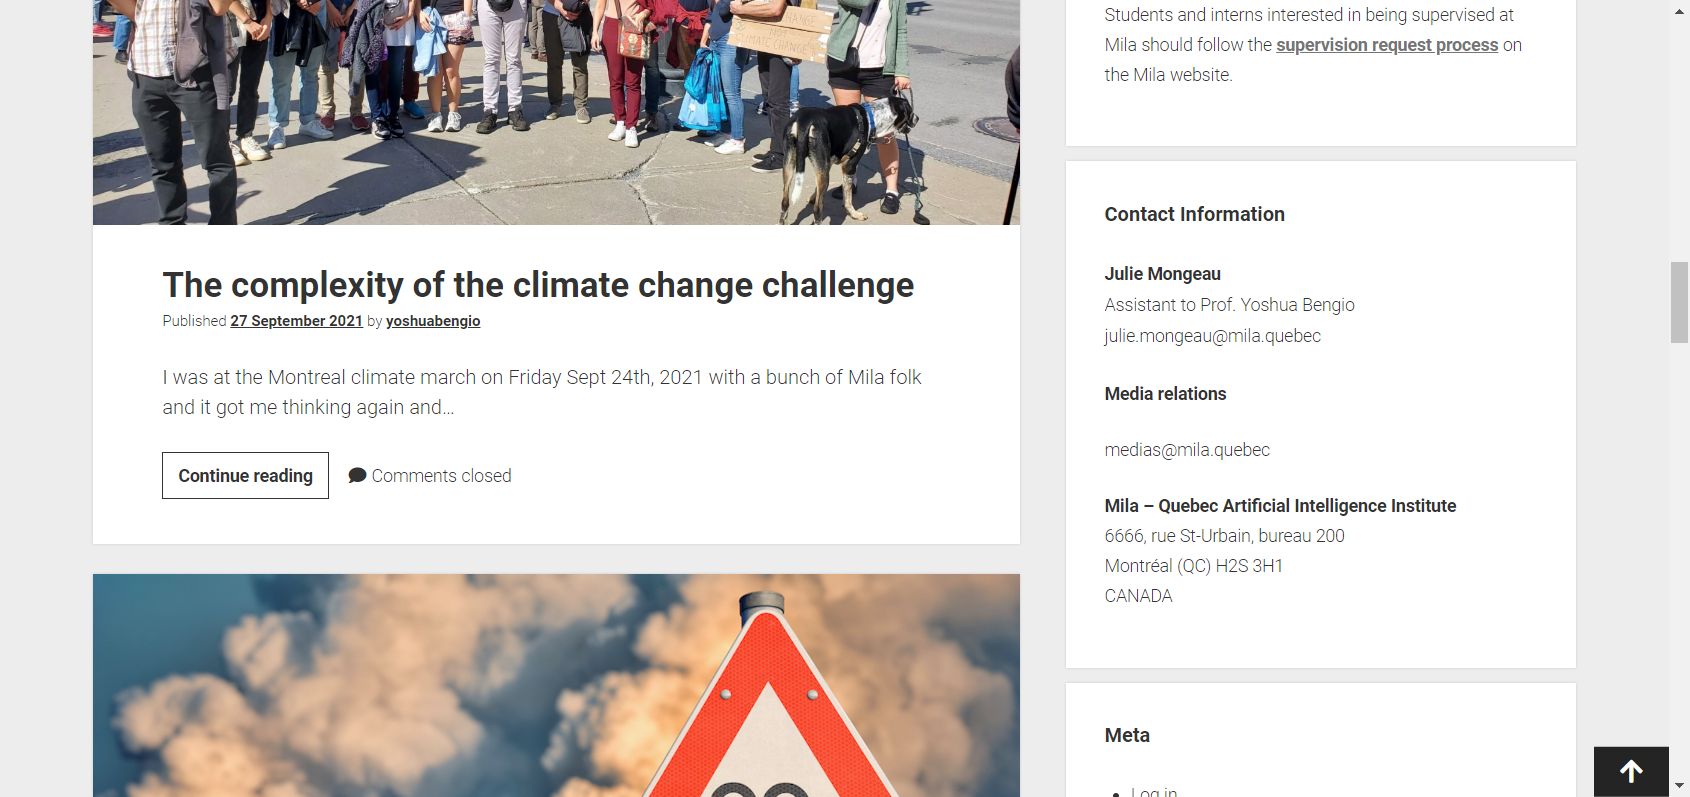 CHANGE
NOT
CLIMATE CHANGE
The complexity of the climate change challenge
Published 27 September 2021 by yoshuabengio
I was at the Montreal climate march on Friday Sept 24th, 2021 with a bunch of Mila folk
and it got me thinking again and...
Continue reading
Comments closed
Students and interns interested in being supervised at
Mila should follow the supervision request process on
the Mila website.
Contact Information
Julie Mongeau
Assistant to Prof. Yoshua Bengio
julie.mongeau@mila.quebec
Media relations
medias@mila.quebec
Mila – Quebec Artificial Intelligence Institute
6666, rue St-Urbain, bureau 200
Montréal (QC) H2S 3H1
CANADA
Meta
Log in